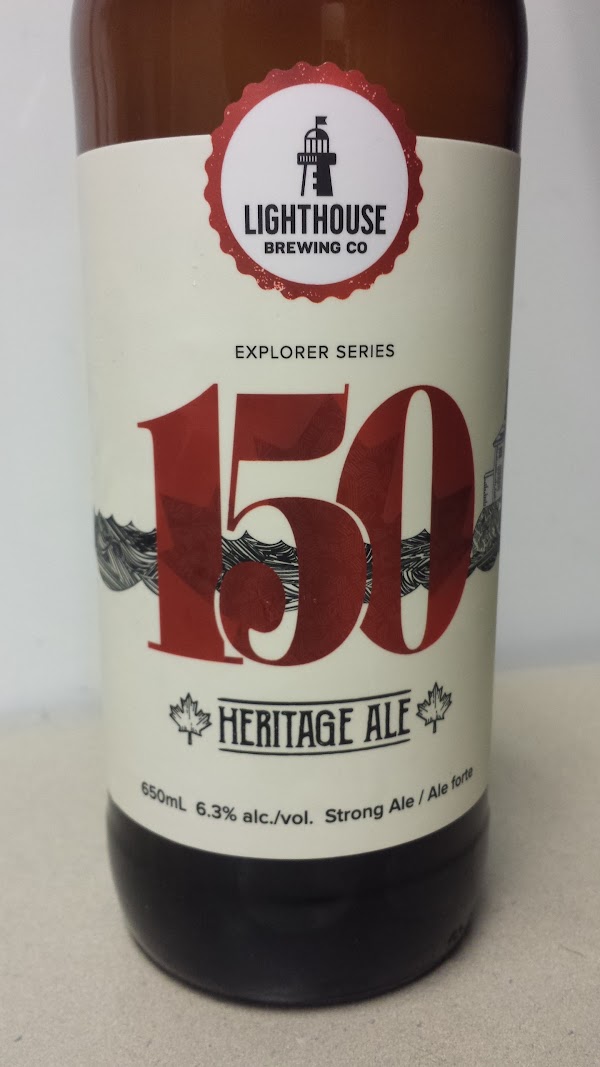 LIGHTHOUSE
BREWING CO
EXPLORER SERIES
150
HERITAGE ALE
650mL 6.3% alc./vol. Strong Ale / Ale forte